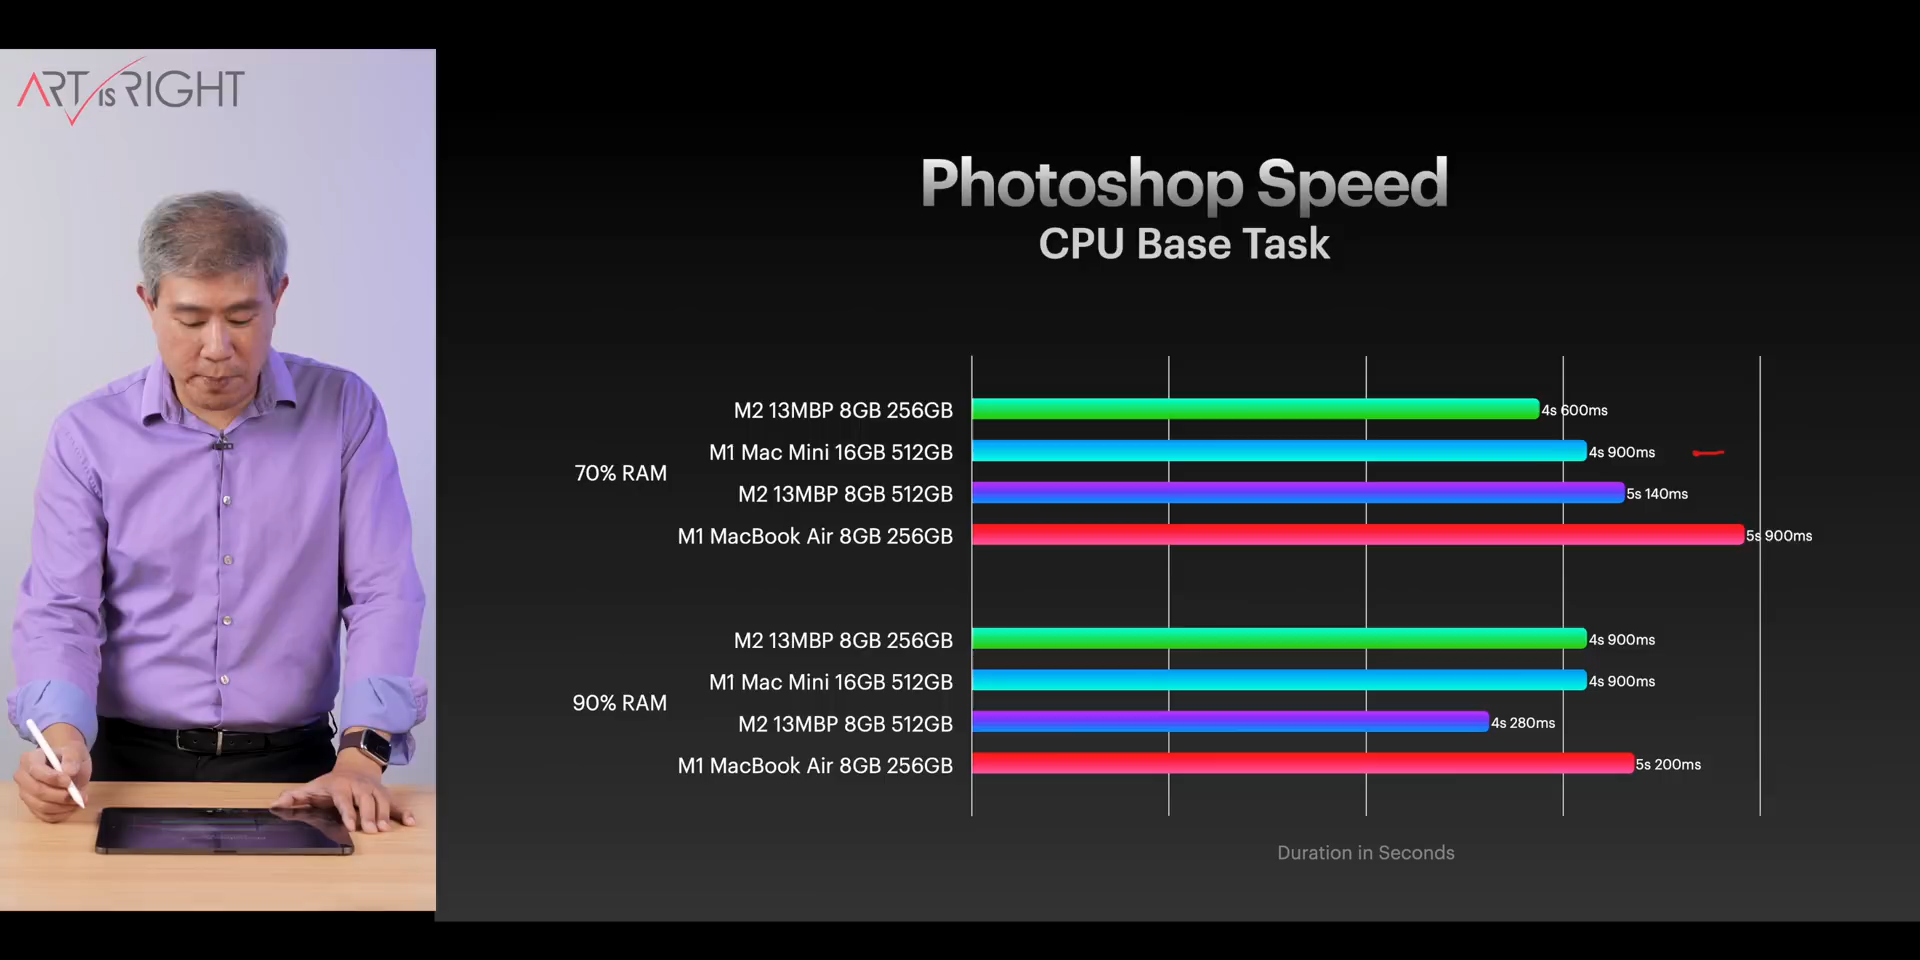 ART IS RIGHT
Photoshop Speed
CPU Base Task
70% RAM
M2 13MBP 8GB 256GB 4s 600ms
M1 Mac Mini 16GB 512GB 4s 900ms
M2 13MBP 8GB 512GB 5s 140ms
M1 MacBook Air 8GB 256GB 5s 900ms
90% RAM
M2 13MBP 8GB 256GB 4s 900ms
M1 Mac Mini 16GB 512GB 4s 900ms
M2 13MBP 8GB 512GB 4s 280ms
M1 MacBook Air 8GB 256GB 5s 200ms
Duration in Seconds